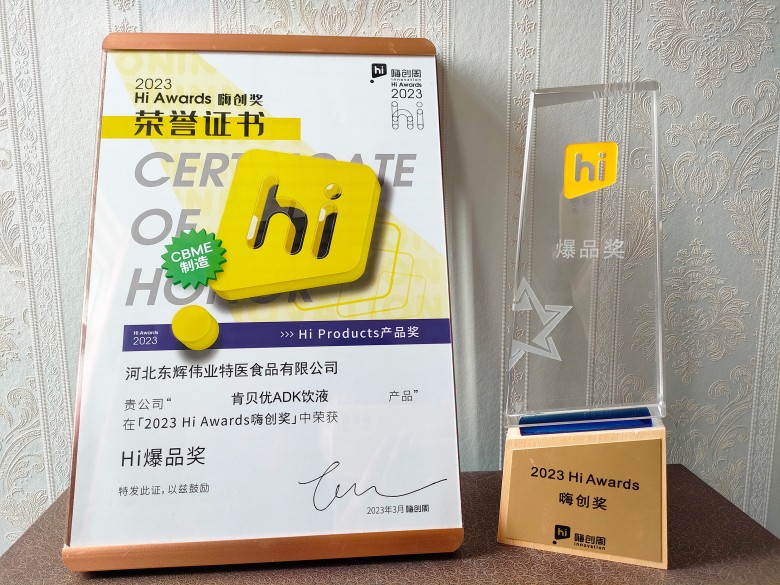 2023
Hi Awards 嗨创奖
荣誉证书
hi 嗨创阁
innovation
Hi Awards
2023
hi
CERTIFICATE
OF
HONOR
hi
CBME
制造
Hi Awards
2023
>>> Hi Products产品奖
河北东辉伟业特医食品有限公司
贵公司“ 肯贝优ADK饮液 产品”
在「2023 Hi Awards嗨创奖」中荣获
Hi爆品奖
特发此证，以兹鼓励
2023年3月 嗨创阁
hi
爆品奖
2023 Hi Awards
嗨创奖
hi 嗨创阁
innovation